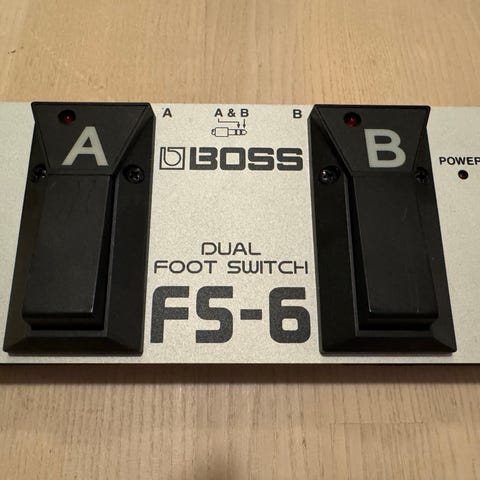 A A & B B
A B
BOSS
POWER
DUAL
FOOT SWITCH
FS-6